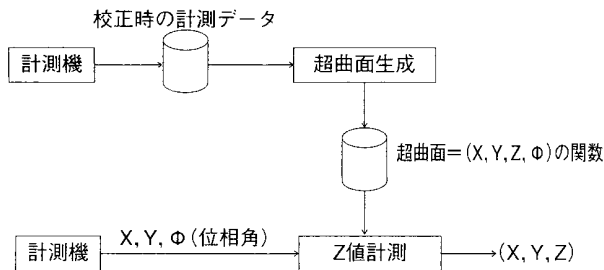 校正時の計測データ
計測機
超曲面生成
超曲面=(X,Y,Z,Φ)の関数
X,Y,Φ(位相角)
計測機
Z値計測
(X,Y,Z)